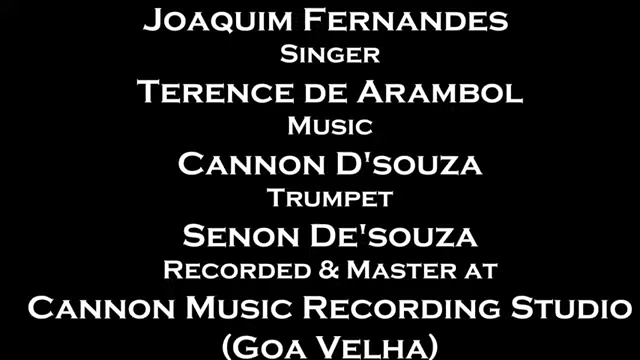 Joaquim Fernandes
Singer
Terence de Arambol
Music
Cannon D'souza
Trumpet
Senon De'souza
Recorded & Master at
Cannon Music Recording Studio
(Goa Velha)